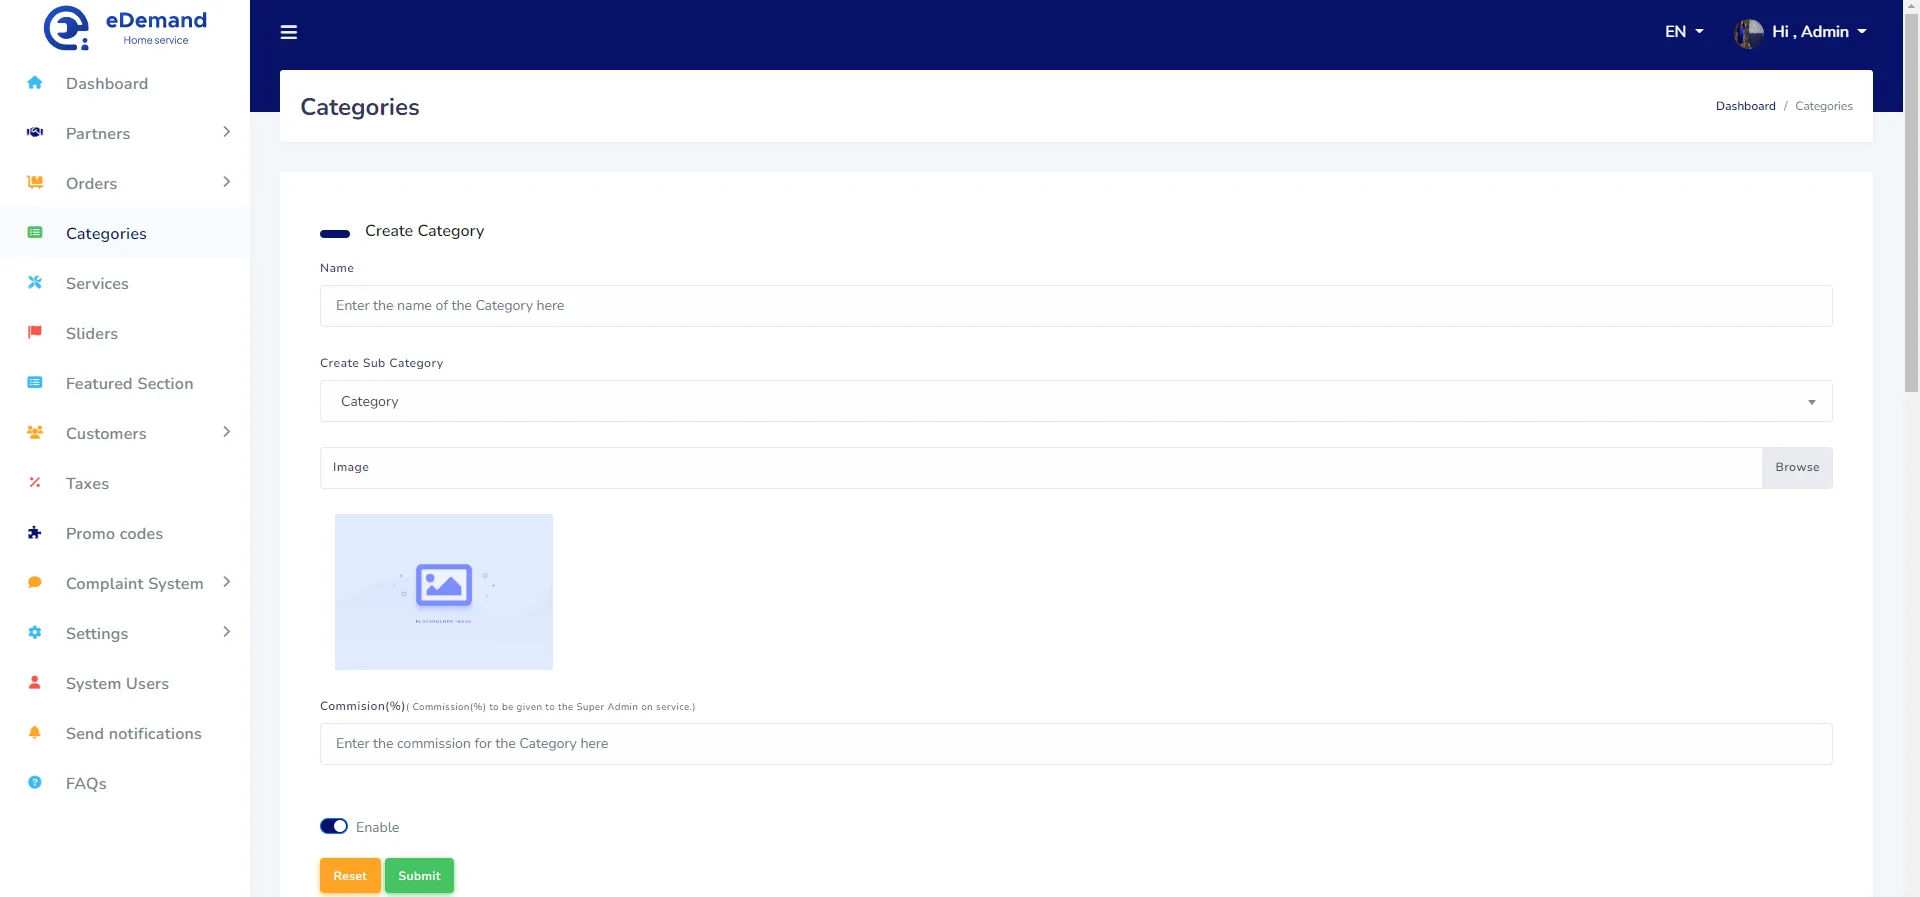 eDemand
Home service
Dashboard
Partners
Orders
Categories
Services
Sliders
Featured Section
Customers
Taxes
Promo codes
Complaint System
Settings
System Users
Send notifications
FAQs
EN
Hi , Admin
Categories
Dashboard / Categories
Create Category
Name
Enter the name of the Category here
Create Sub Category
Category
Image
Browse
PLACEHOLDER IMAGE
Commision(%)( Commission(%) to be given to the Super Admin on service.)
Enter the commission for the Category here
Enable
Reset
Submit